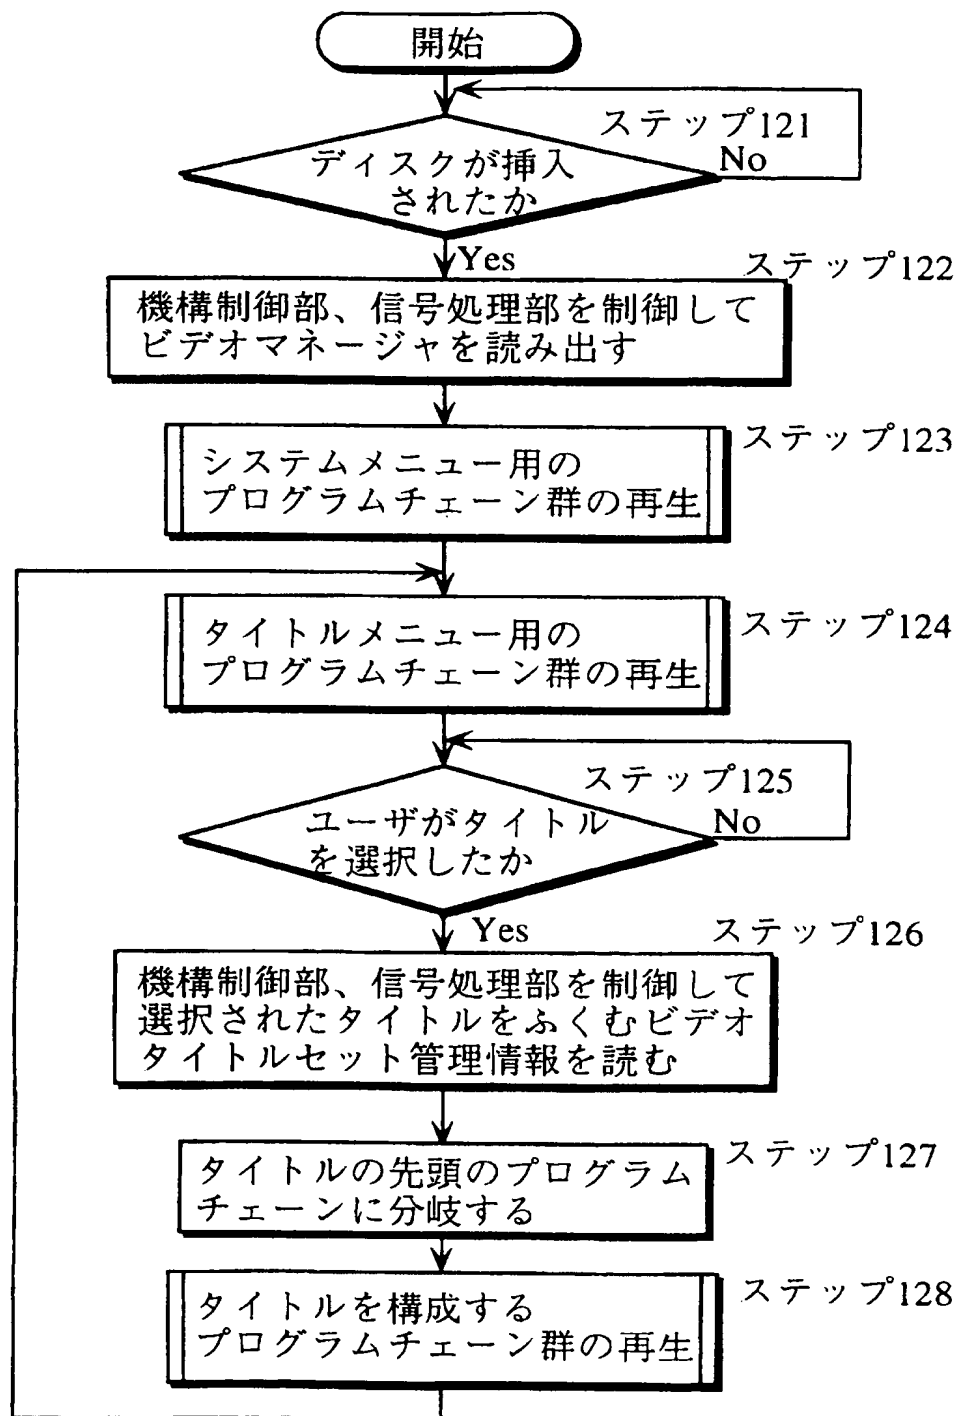 開始
ステップ121
ディスクが挿入
されたか
No
Yes
ステップ122
機構制御部、信号処理部を制御して
ビデオマネージャを読み出す
ステップ123
システムメニュー用の
プログラムチェーン群の再生
ステップ124
タイトルメニュー用の
プログラムチェーン群の再生
ステップ125
ユーザがタイトル
を選択したか
No
Yes
ステップ126
機構制御部、信号処理部を制御して
選択されたタイトルをふくむビデオ
タイトルセット管理情報を読む
ステップ127
タイトルの先頭のプログラム
チェーンに分岐する
ステップ128
タイトルを構成する
プログラムチェーン群の再生